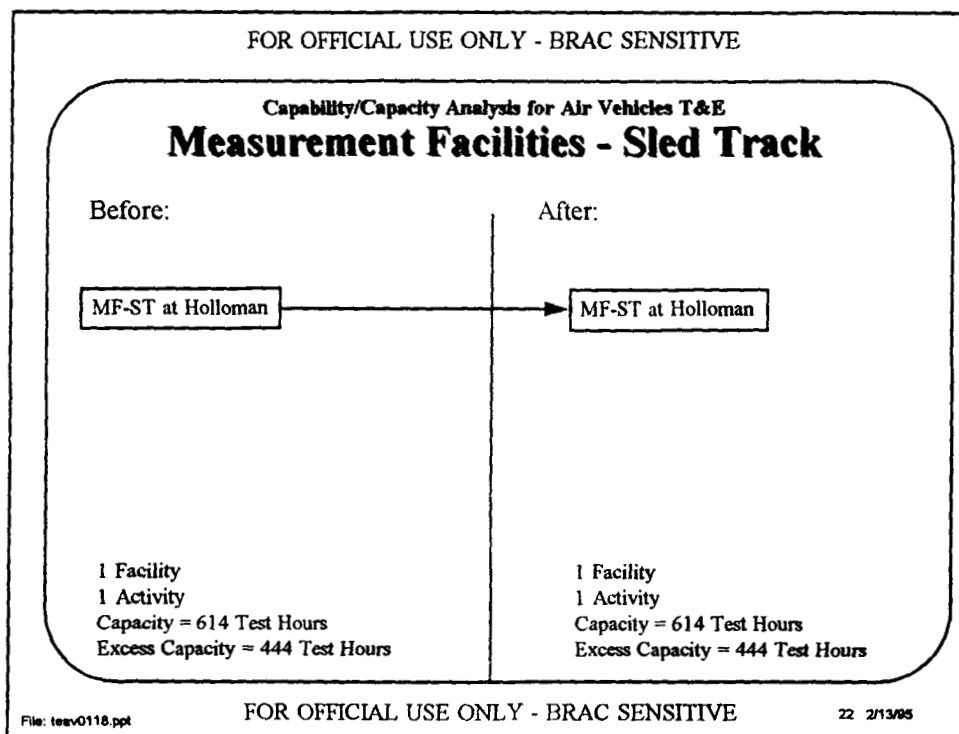 FOR OFFICIAL USE ONLY - BRAC SENSITIVE
Capability/Capacity Analysis for Air Vehicles T&E
Measurement Facilities - Sled Track
Before:
MF-ST at Holloman
1 Facility
1 Activity
Capacity = 614 Test Hours
Excess Capacity = 444 Test Hours
After:
MF-ST at Holloman
1 Facility
1 Activity
Capacity = 614 Test Hours
Excess Capacity = 444 Test Hours
File: teav0118.ppt
FOR OFFICIAL USE ONLY - BRAC SENSITIVE
22 2/13/95